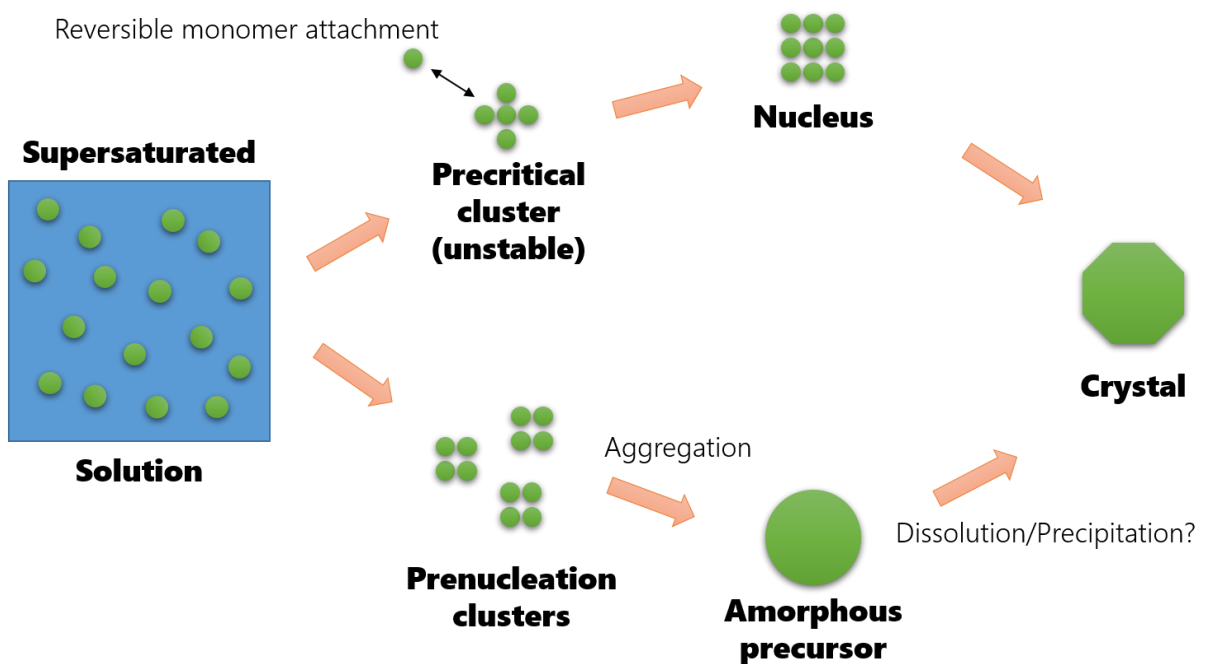 Reversible monomer attachment
Nucleus
Supersaturated
Precritical
cluster
(unstable)
Crystal
Solution
Aggregation
Dissolution/Precipitation?
Prenucleation
clusters
Amorphous
precursor